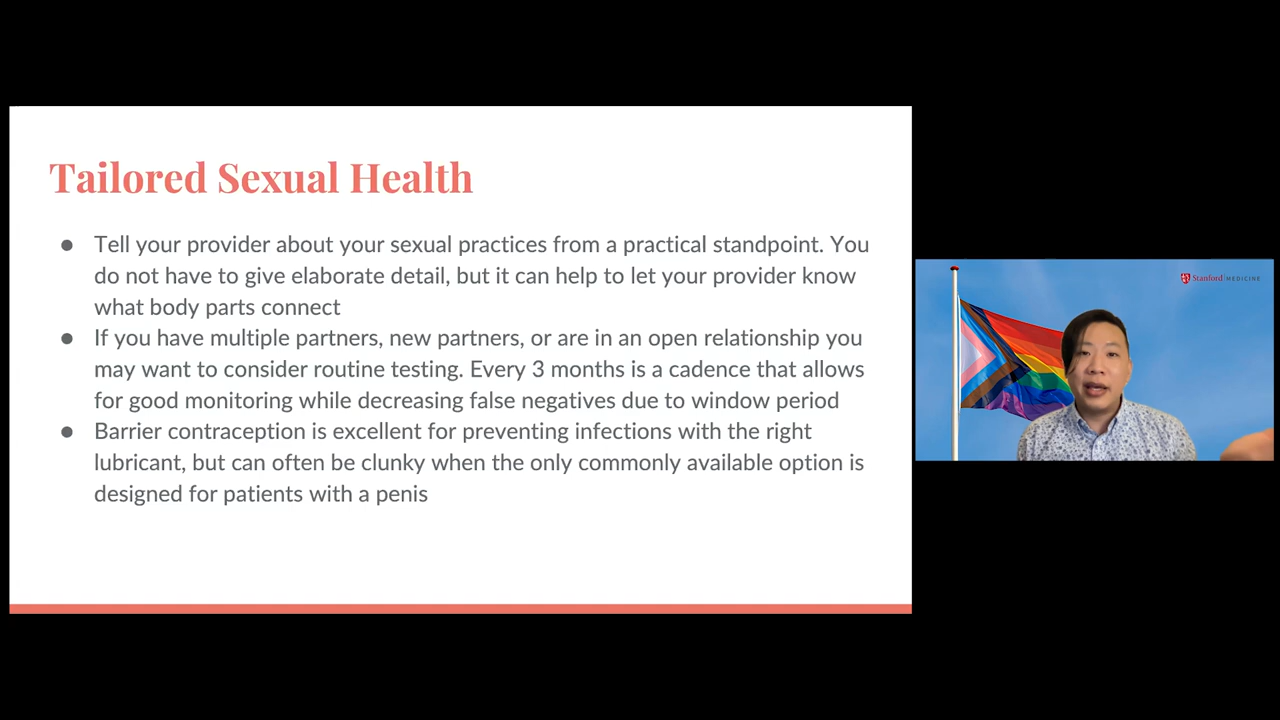 Tailored Sexual Health
● Tell your provider about your sexual practices from a practical standpoint. You
do not have to give elaborate detail, but it can help to let your provider know
what body parts connect
● If you have multiple partners, new partners, or are in an open relationship you
may want to consider routine testing. Every 3 months is a cadence that allows
for good monitoring while decreasing false negatives due to window period
● Barrier contraception is excellent for preventing infections with the right
lubricant, but can often be clunky when the only commonly available option is
designed for patients with a penis
Stanford MEDICINE